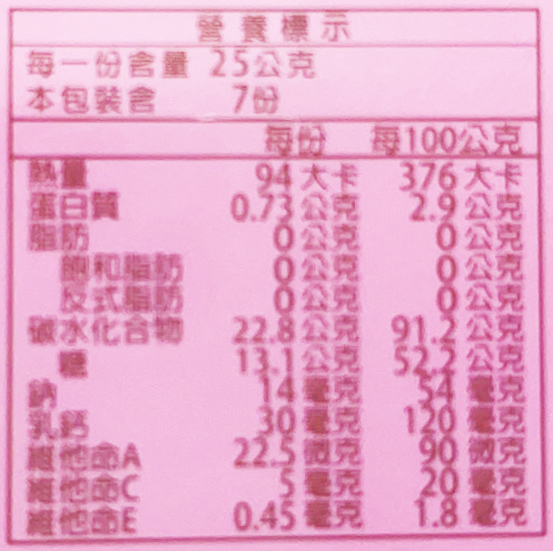 營養標示
每一份含量 25公克
本包裝含 7份
每份 每100公克
熱量 94 大卡 376 大卡
蛋白質 0.73 公克 2.9 公克
脂肪 0 公克 0 公克
飽和脂肪 0 公克 0 公克
反式脂肪 0 公克 0 公克
碳水化合物 22.8 公克 91.2 公克
糖 13.1 公克 52.2 公克
鈉 14 毫克 54 毫克
乳鈣 30 毫克 120 毫克
維他命A 22.5 微克 90 微克
維他命C 5 毫克 20 毫克
維他命E 0.45 毫克 1.8 毫克